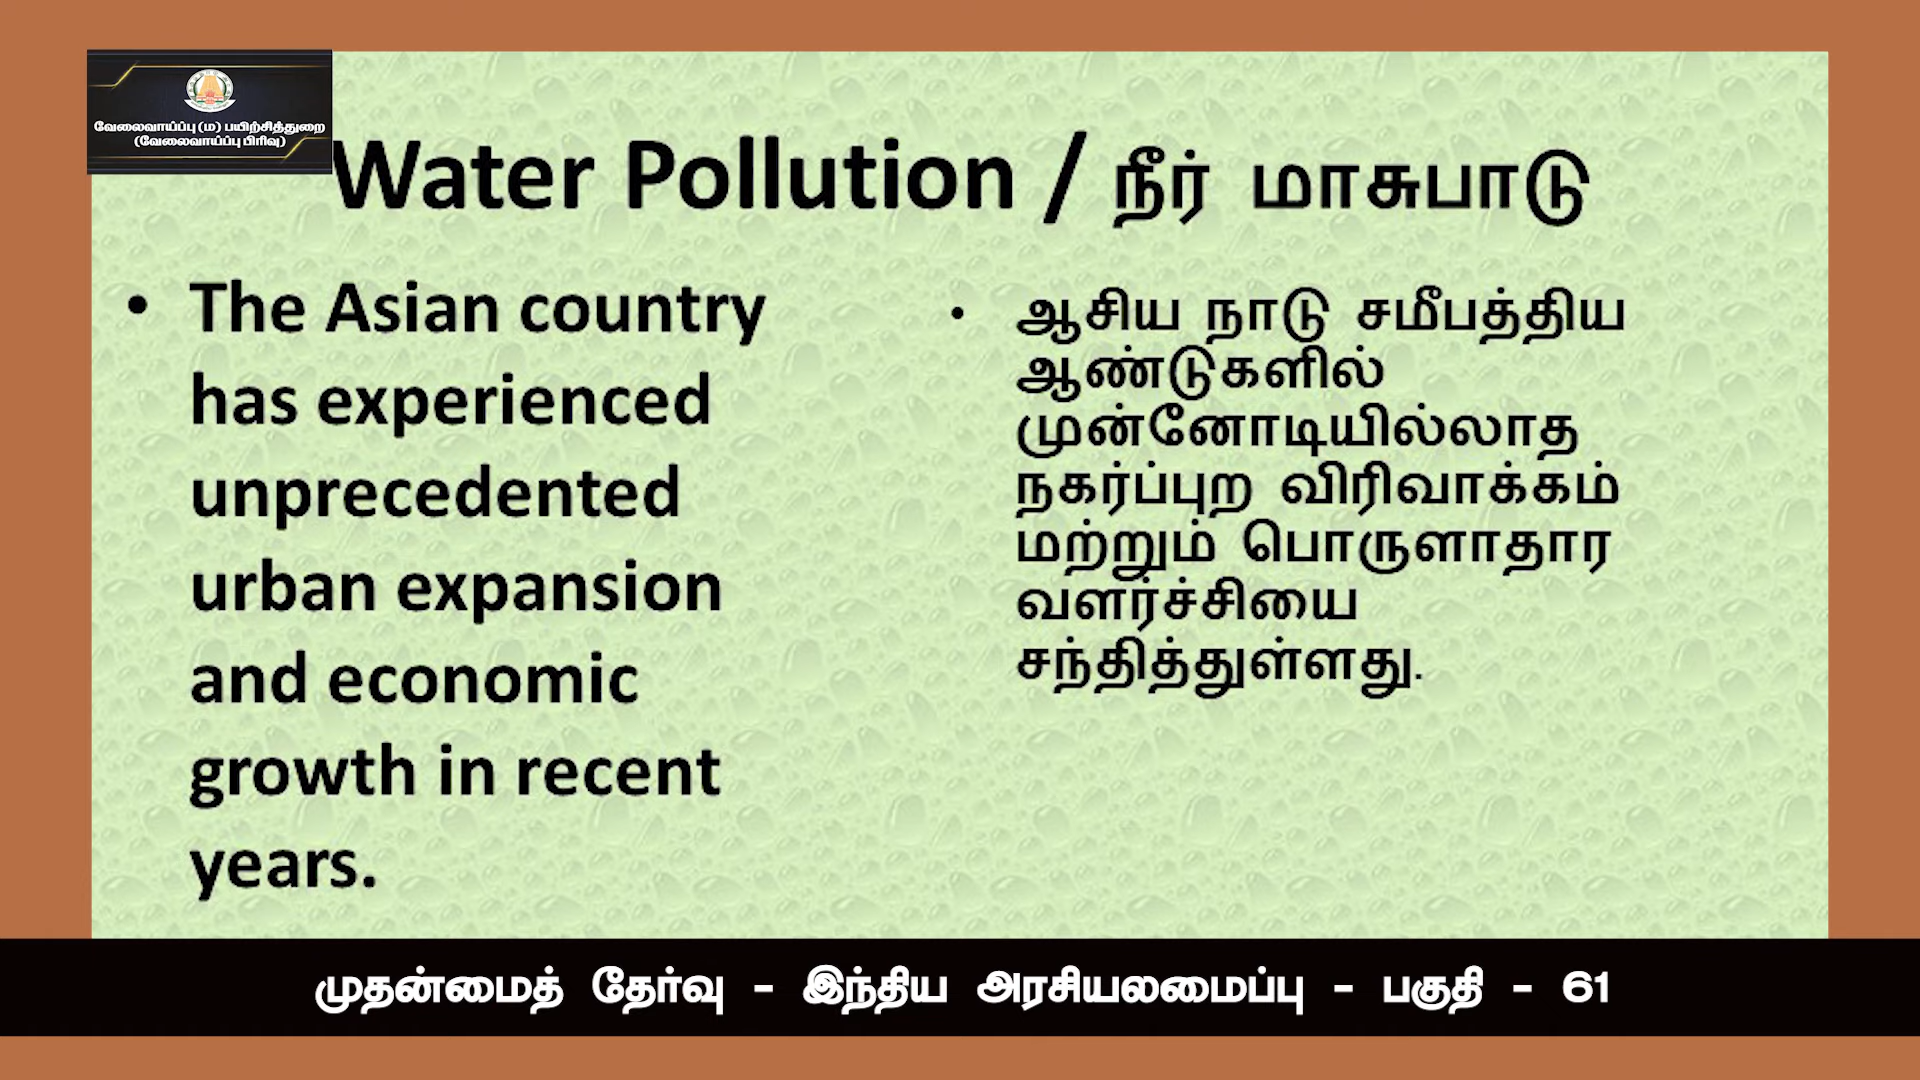 வேலைவாய்ப்பு (ம) பயிற்சித்துறை
(வேலைவாய்ப்பு பிரிவு)
Water Pollution / நீர் மாசுபாடு
• The Asian country
has experienced
unprecedented
urban expansion
and economic
growth in recent
years.
• ஆசிய நாடு சமீபத்திய
ஆண்டுகளில்
முன்னோடியில்லாத
நகர்ப்புற விரிவாக்கம்
மற்றும் பொருளாதார
வளர்ச்சியை
சந்தித்துள்ளது.
முதன்மைத் தேர்வு - இந்திய அரசியலமைப்பு - பகுதி - 61